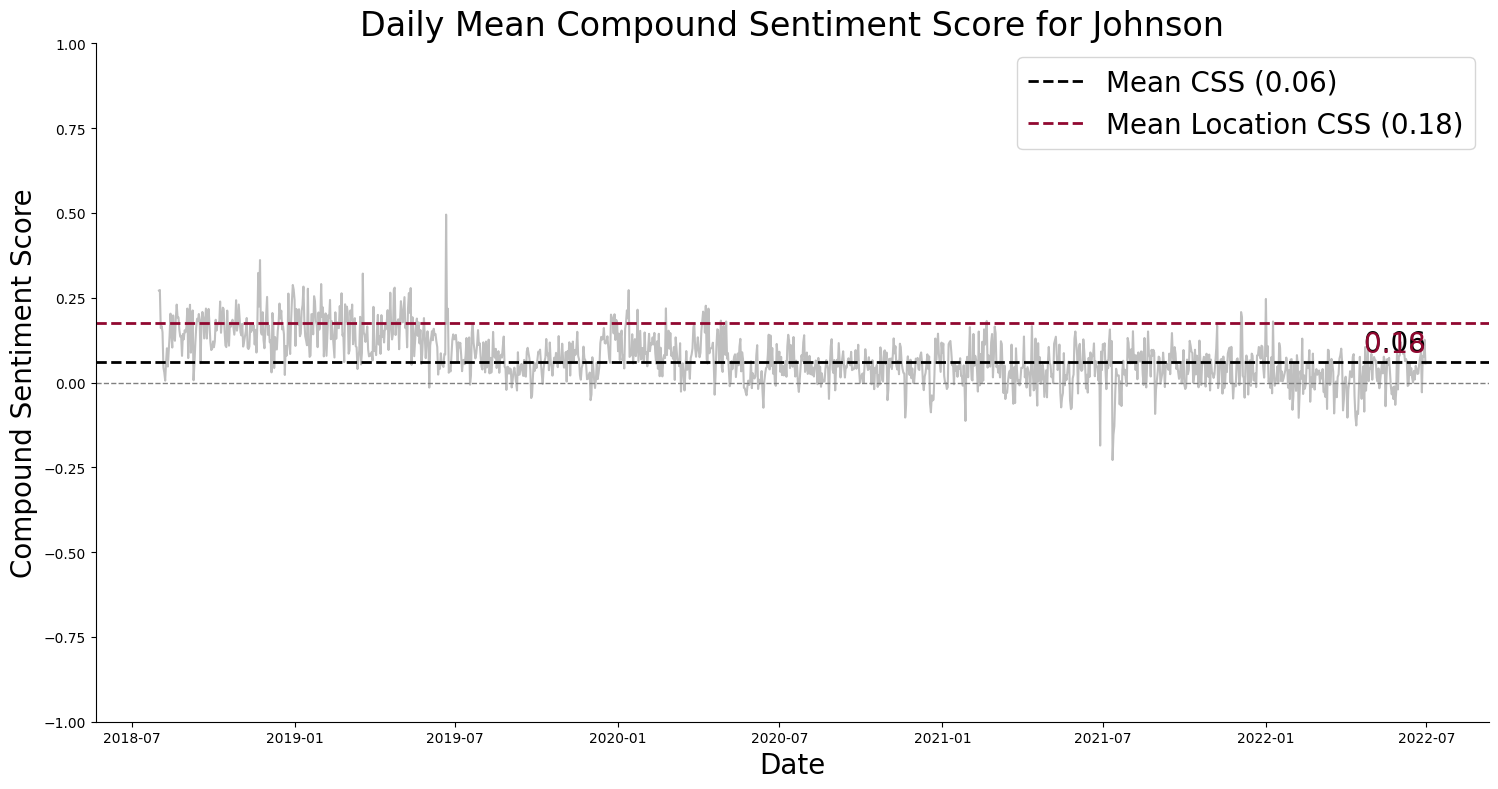 Daily Mean Compound Sentiment Score for Johnson
Mean CSS (0.06)
Mean Location CSS (0.18)
Compound Sentiment Score
1.00
0.75
0.50
0.25
0.00
−0.25
−0.50
−0.75
−1.00
0.06
2018-07 2019-01 2019-07 2020-01 2020-07 2021-01 2021-07 2022-01 2022-07
Date